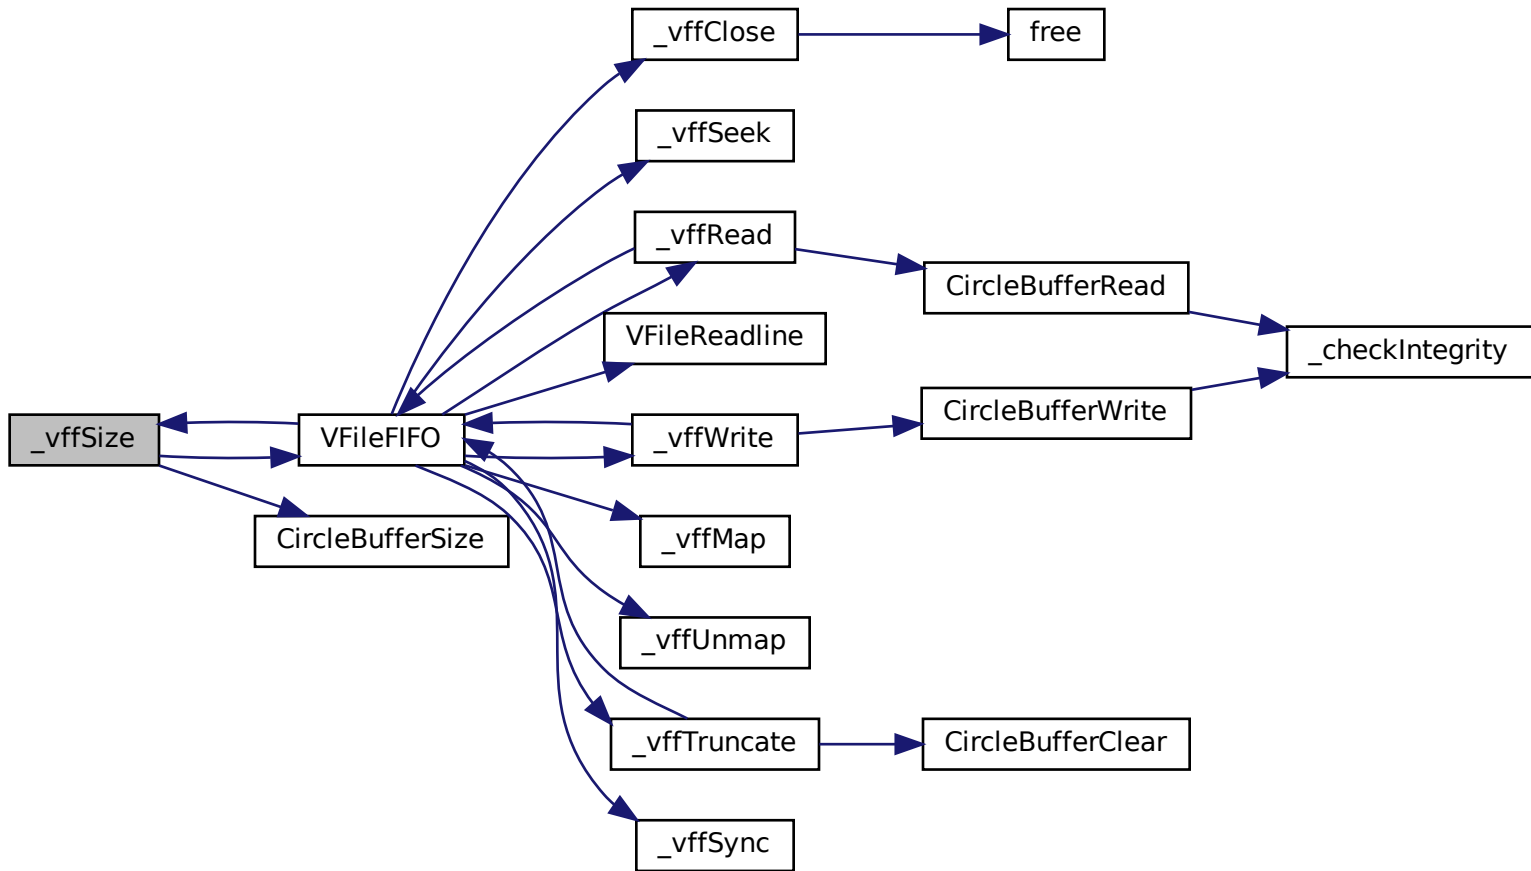 _vffClose
free
_vffSeek
_vffRead
CircleBufferRead
VFileReadline
_checkIntegrity
CircleBufferWrite
_vffSize
VFileFIFO
_vffWrite
CircleBufferSize
_vffMap
_vffUnmap
_vffTruncate
CircleBufferClear
_vffSync